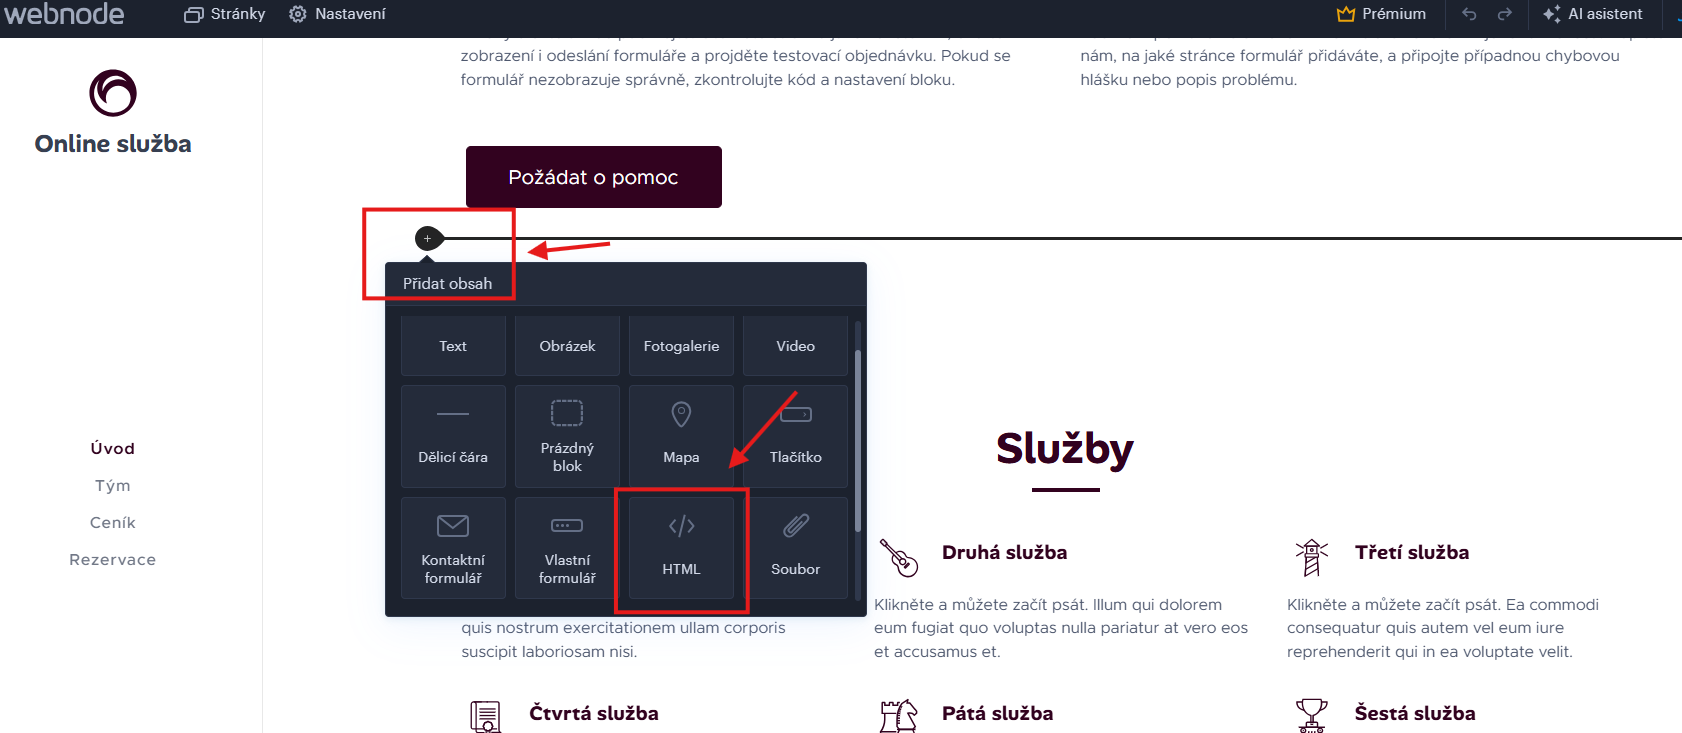 webnode
Stránky
Nastavení
Prémium
AI asistent
zobrazení i odeslání formuláře a projděte testovací objednávku. Pokud se
formulář nezobrazuje správně, zkontrolujte kód a nastavení bloku.
nám, na jaké stránce formulář přidáváte, a připojte případnou chybovou
hlášku nebo popis problému.
Online služba
Požádat o pomoc
Přidat obsah
Text
Obrázek
Fotogalerie
Video
Dělicí čára
Prázdný
blok
Mapa
Tlačítko
Kontaktní
formulář
Vlastní
formulář
HTML
Soubor
Úvod
Tým
Ceník
Rezervace
Služby
quis nostrum exercitationem ullam corporis
suscipit laboriosam nisi.
Druhá služba
Klikněte a můžete začít psát. Illum qui dolorem
eum fugiat quo voluptas nulla pariatur at vero eos
et accusamus et.
Třetí služba
Klikněte a můžete začít psát. Ea commodi
consequatur quis autem vel eum iure
reprehenderit qui in ea voluptate velit.
Čtvrtá služba
Pátá služba
Šestá služba